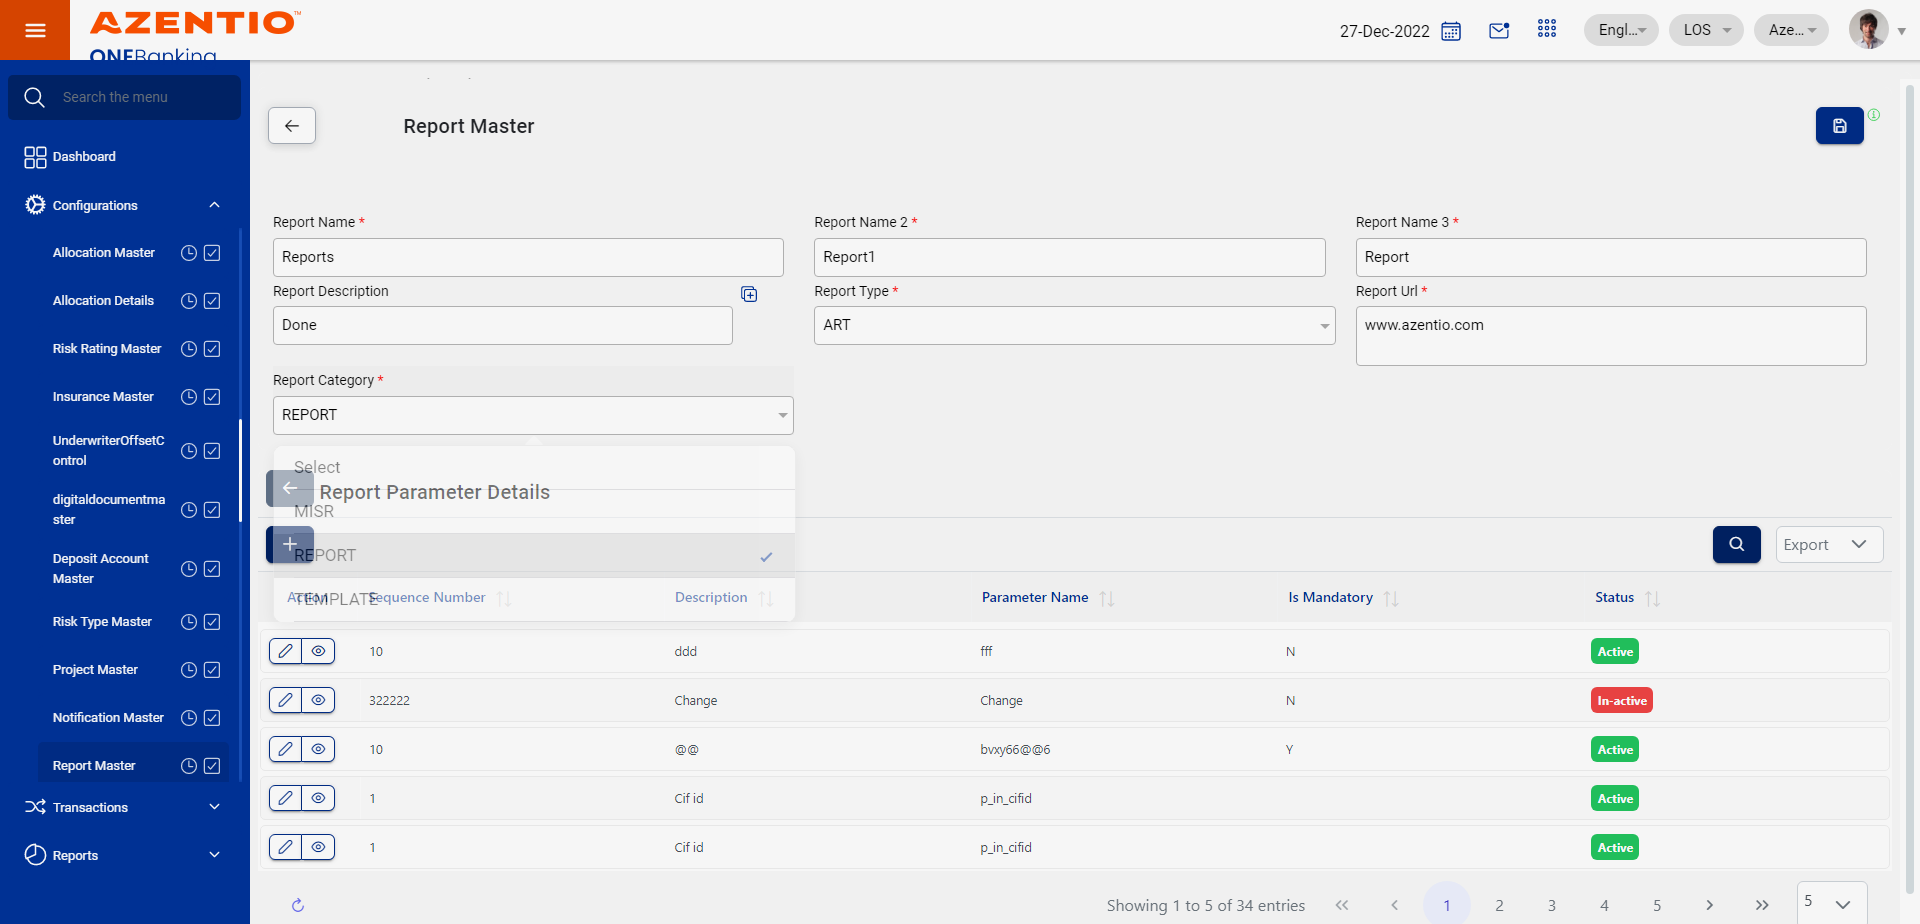 AZENTIO™
ONEBanking
27-Dec-2022
Engl...
LOS
Aze...
Search the menu
Dashboard
Configurations
Allocation Master
Allocation Details
Risk Rating Master
Insurance Master
UnderwriterOffsetC
ontrol
digitaldocumentma
ster
Deposit Account
Master
Risk Type Master
Project Master
Notification Master
Report Master
Transactions
Reports
Report Master
Report Name *
Report Name 2 *
Report Name 3 *
Reports
Report1
Report
Report Description
Report Type *
Report Url *
Done
ART
www.azentio.com
Report Category *
REPORT
Select
Report Parameter Details
MISR
REPORT
TEMPLATE
Export
Action
Sequence Number
Description
Parameter Name
Is Mandatory
Status
10 ddd fff N Active
322222 Change Change N In-active
10 @@ bvxy66@@6 Y Active
1 Cif id p_in_cifid Active
1 Cif id p_in_cifid Active
Showing 1 to 5 of 34 entries
1 2 3 4 5
5